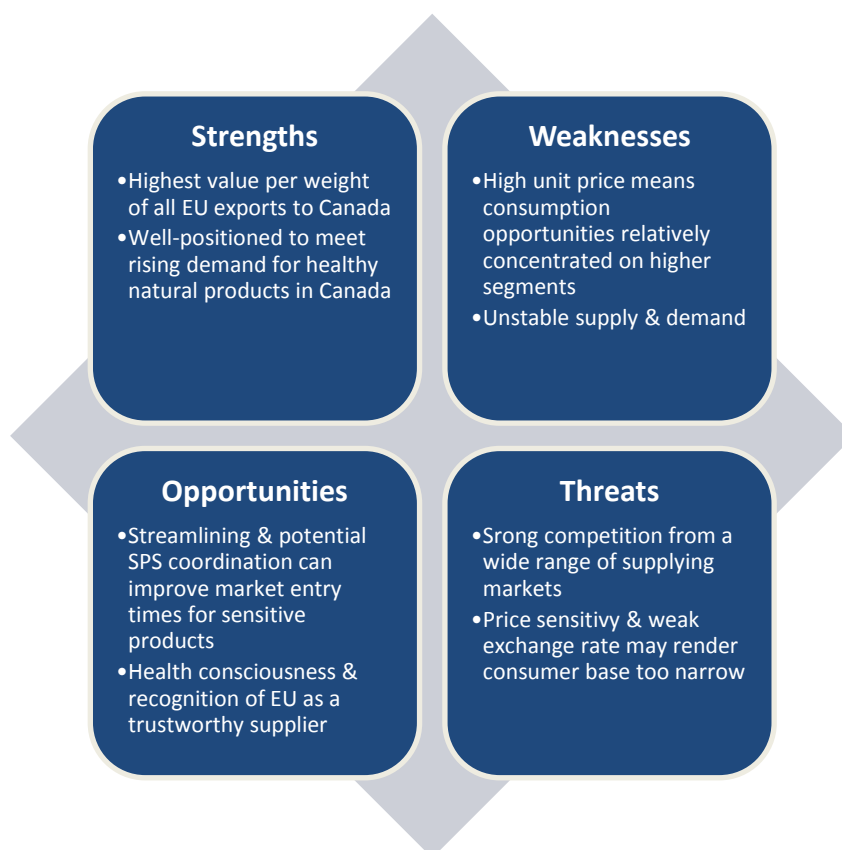 Strengths
•Highest value per weight
of all EU exports to Canada
•Well-positioned to meet
rising demand for healthy
natural products in Canada
Weaknesses
•High unit price means
consumption
opportunities relatively
concentrated on higher
segments
•Unstable supply & demand
Opportunities
•Streamlining & potential
SPS coordination can
improve market entry
times for sensitive
products
•Health consciousness &
recognition of EU as a
trustworthy supplier
Threats
•Srong competition from a
wide range of supplying
markets
•Price sensitivy & weak
exchange rate may render
consumer base too narrow